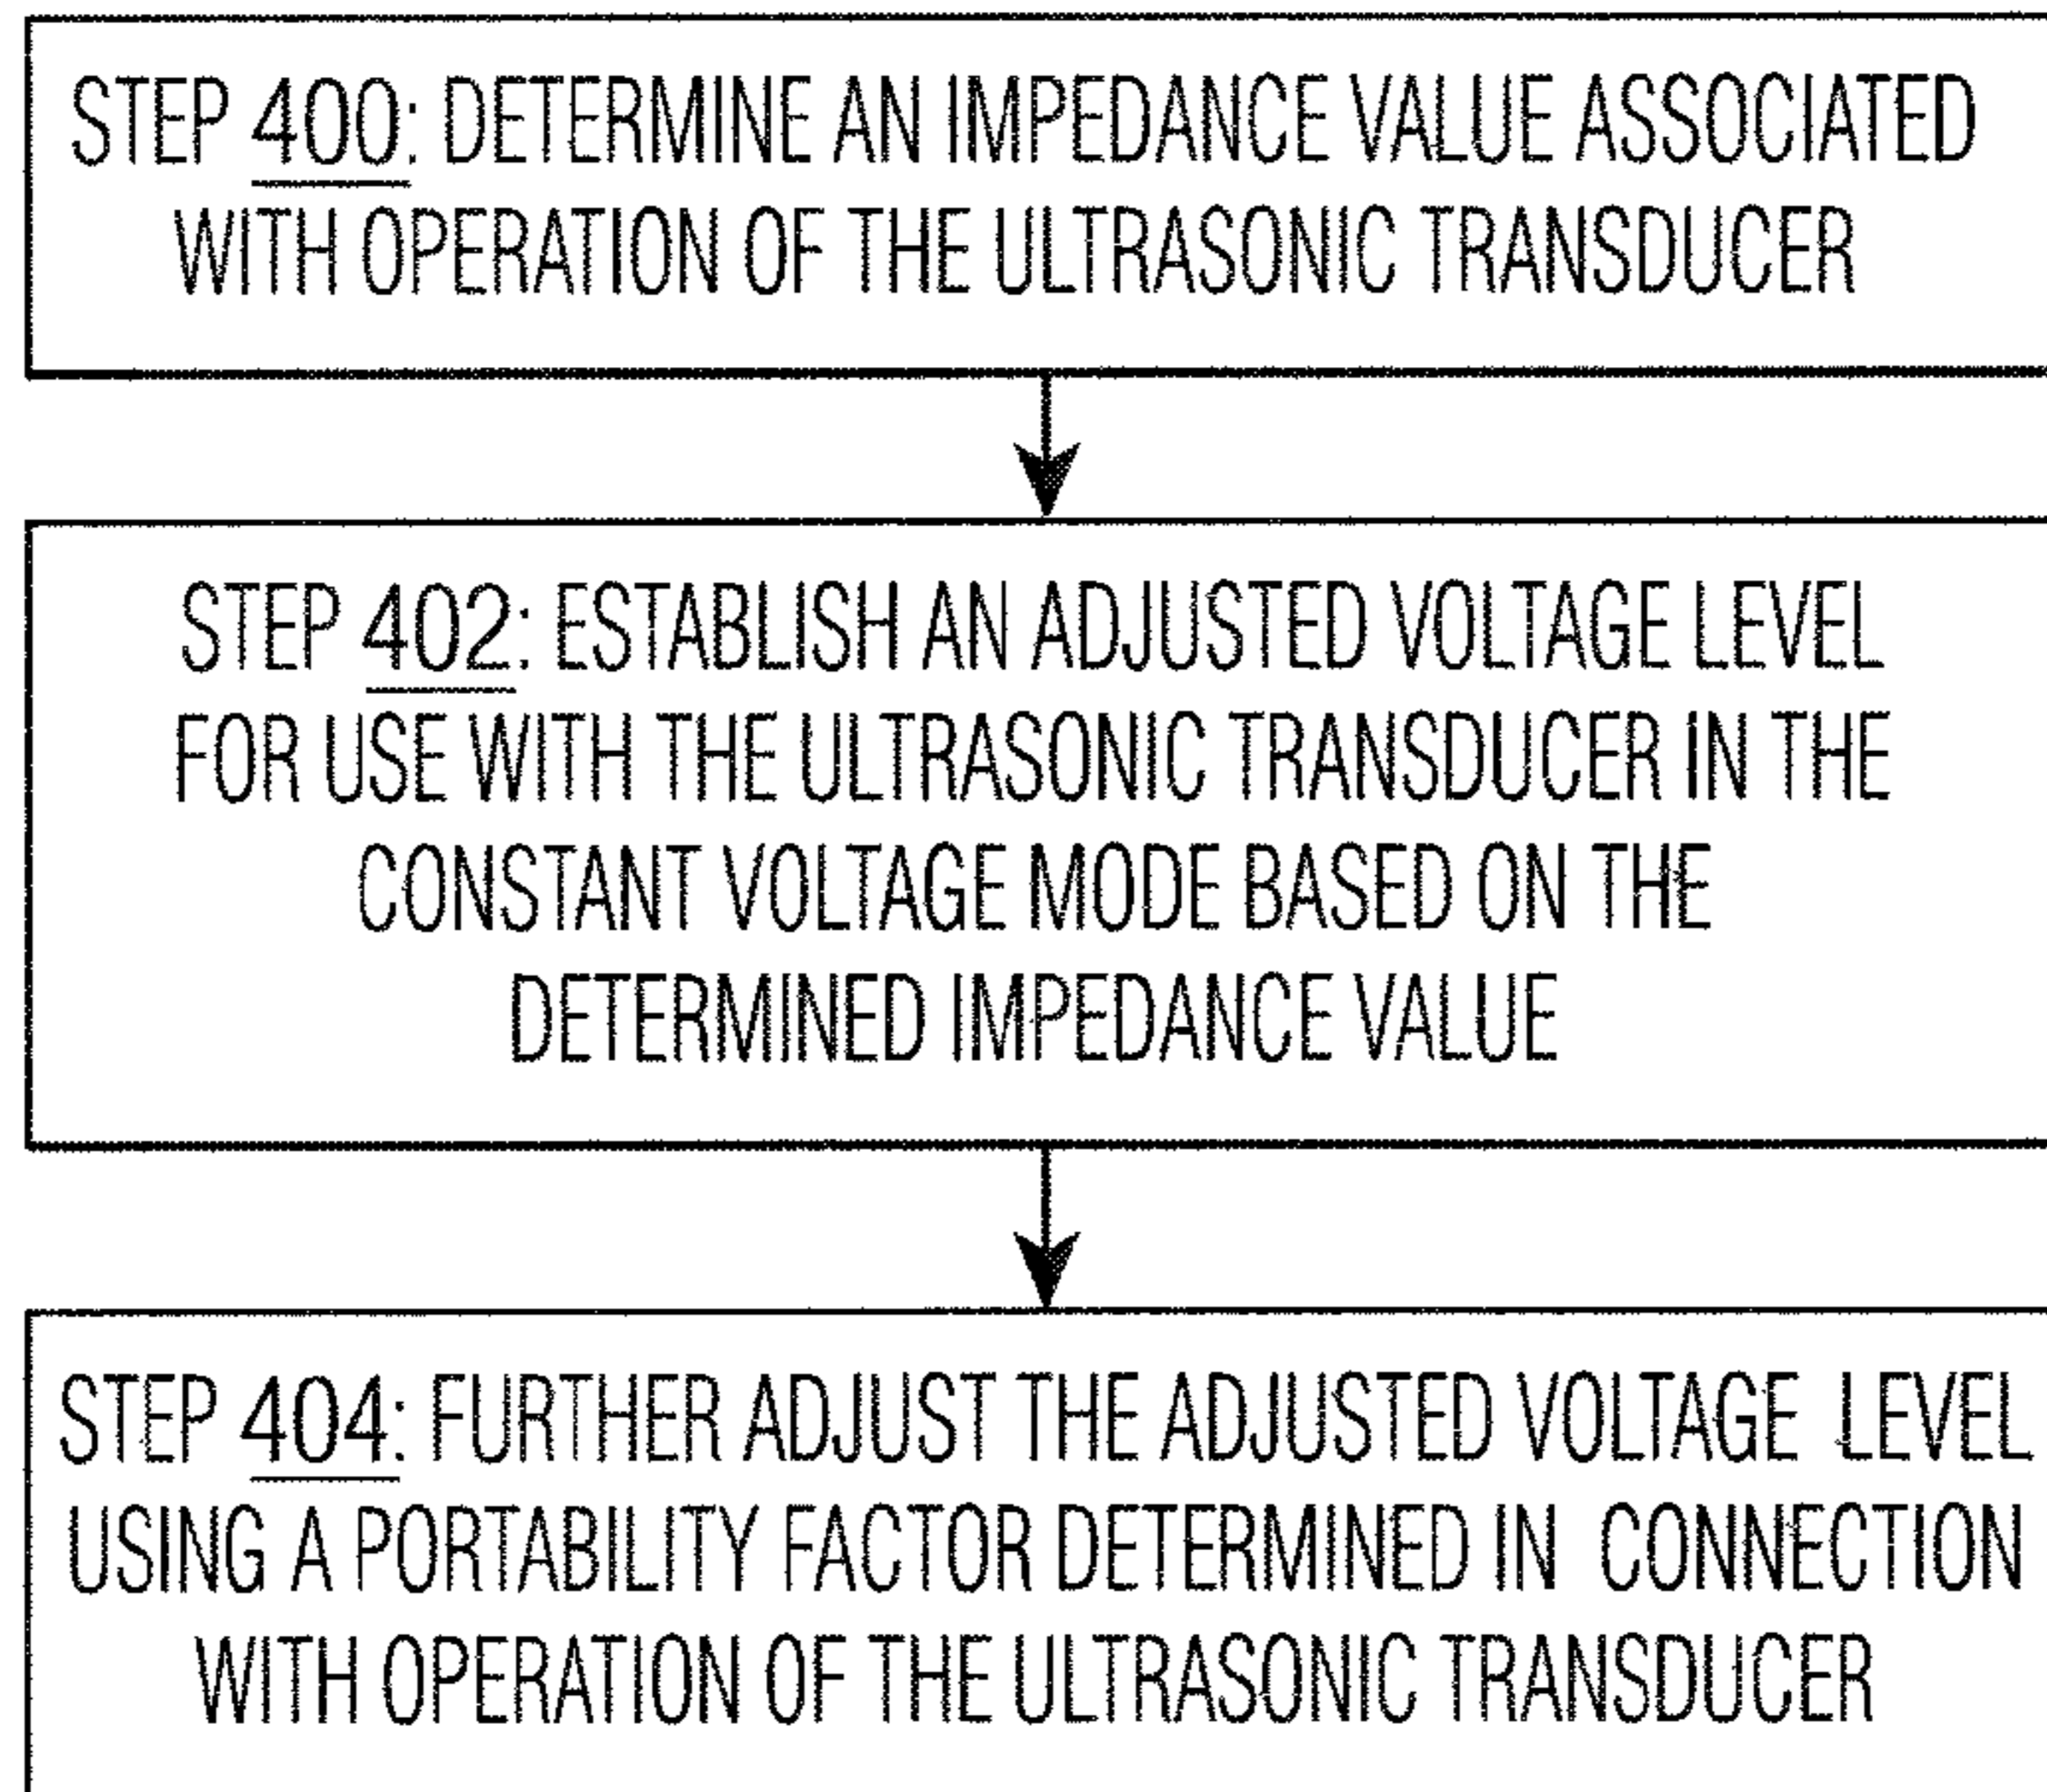 STEP 400: DETERMINE AN IMPEDANCE VALUE ASSOCIATED
WITH OPERATION OF THE ULTRASONIC TRANSDUCER
STEP 402: ESTABLISH AN ADJUSTED VOLTAGE LEVEL
FOR USE WITH THE ULTRASONIC TRANSDUCER IN THE
CONSTANT VOLTAGE MODE BASED ON THE
DETERMINED IMPEDANCE VALUE
STEP 404: FURTHER ADJUST THE ADJUSTED VOLTAGE LEVEL
USING A PORTABILITY FACTOR DETERMINED IN CONNECTION
WITH OPERATION OF THE ULTRASONIC TRANSDUCER